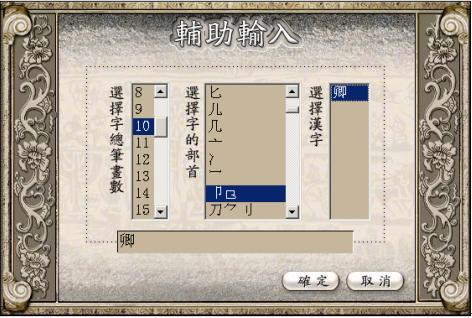 輔助輸入
選擇字總筆畫數
8
9
10
11
12
13
14
15
選擇字的部首
匕
儿
几
亠
冫
冖
卩㔾
刀⺈刂
選擇漢字
卿
卿
確定
取消